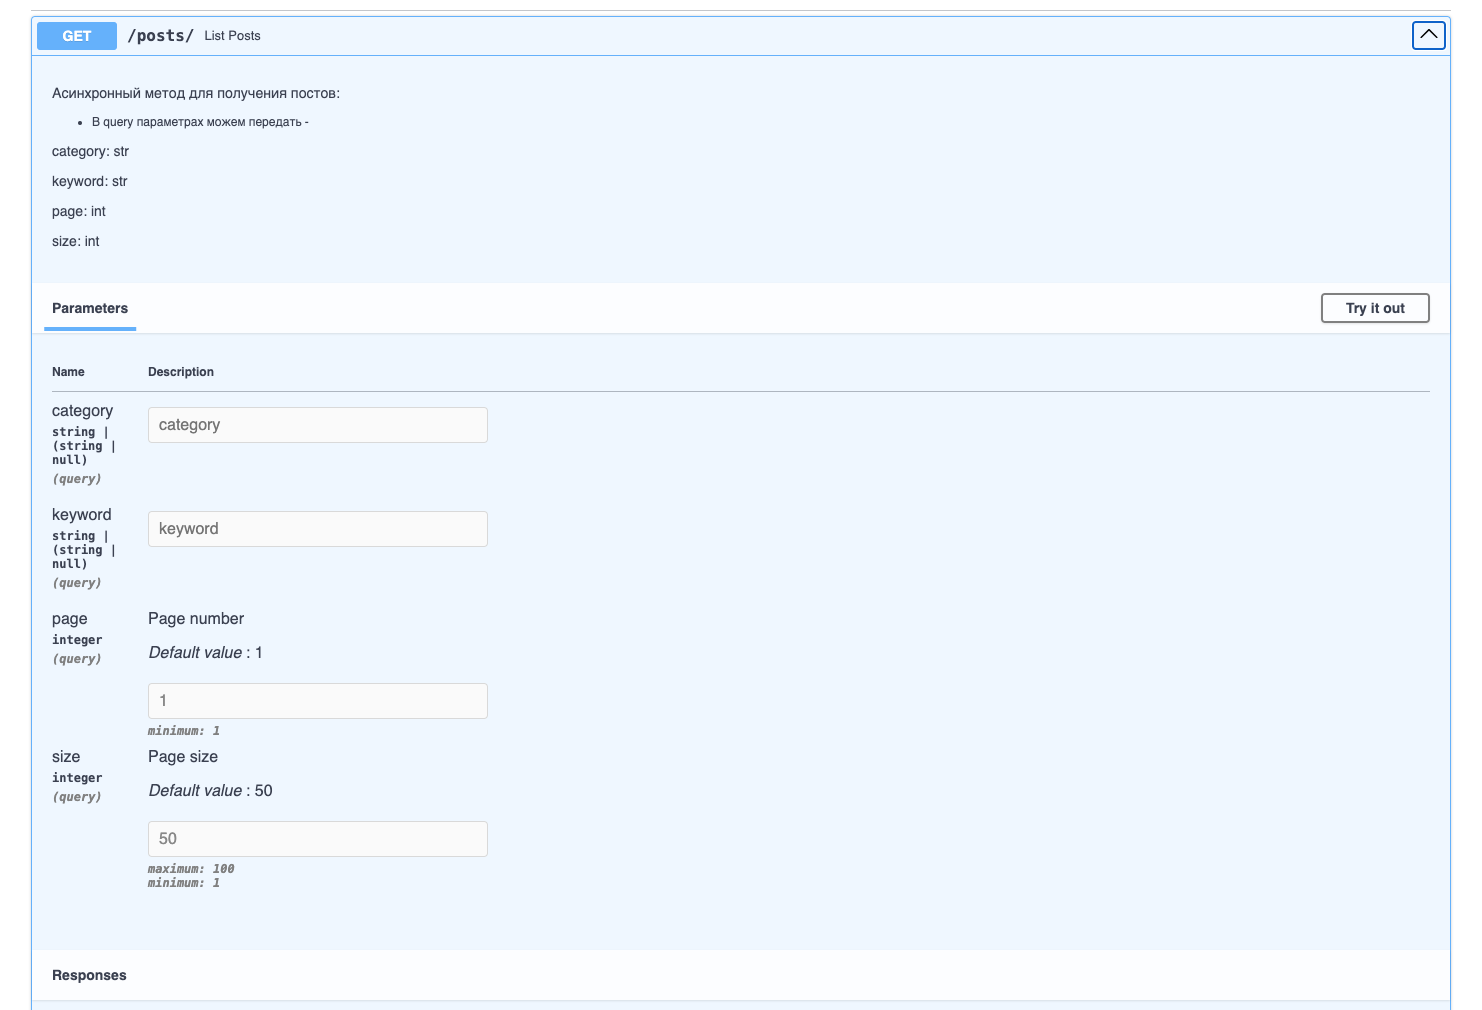 GET /posts/ List Posts
Асинхронный метод для получения постов:
• В query параметрах можем передать -
category: str
keyword: str
page: int
size: int
Parameters Try it out
Name Description
category category
string |
(string |
null)
(query)
keyword keyword
string |
(string |
null)
(query)
page Page number
integer
(query) Default value : 1
1
minimum: 1
size Page size
integer
(query) Default value : 50
50
maximum: 100
minimum: 1
Responses